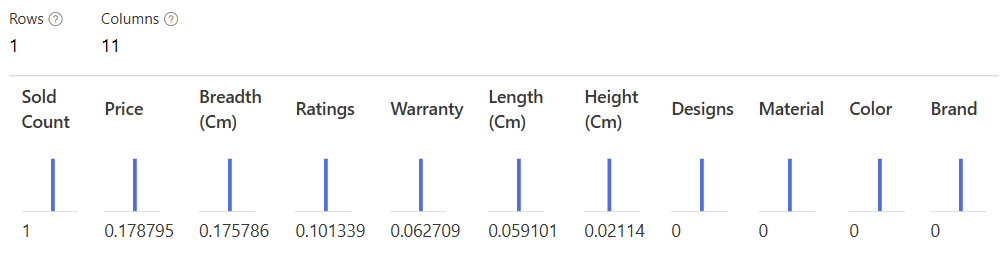 Rows ?
Columns ?
1
11
Sold Count
Price
Breadth (Cm)
Ratings
Warranty
Length (Cm)
Height (Cm)
Designs
Material
Color
Brand
1
0.178795
0.175786
0.101339
0.062709
0.059101
0.02114
0
0
0
0